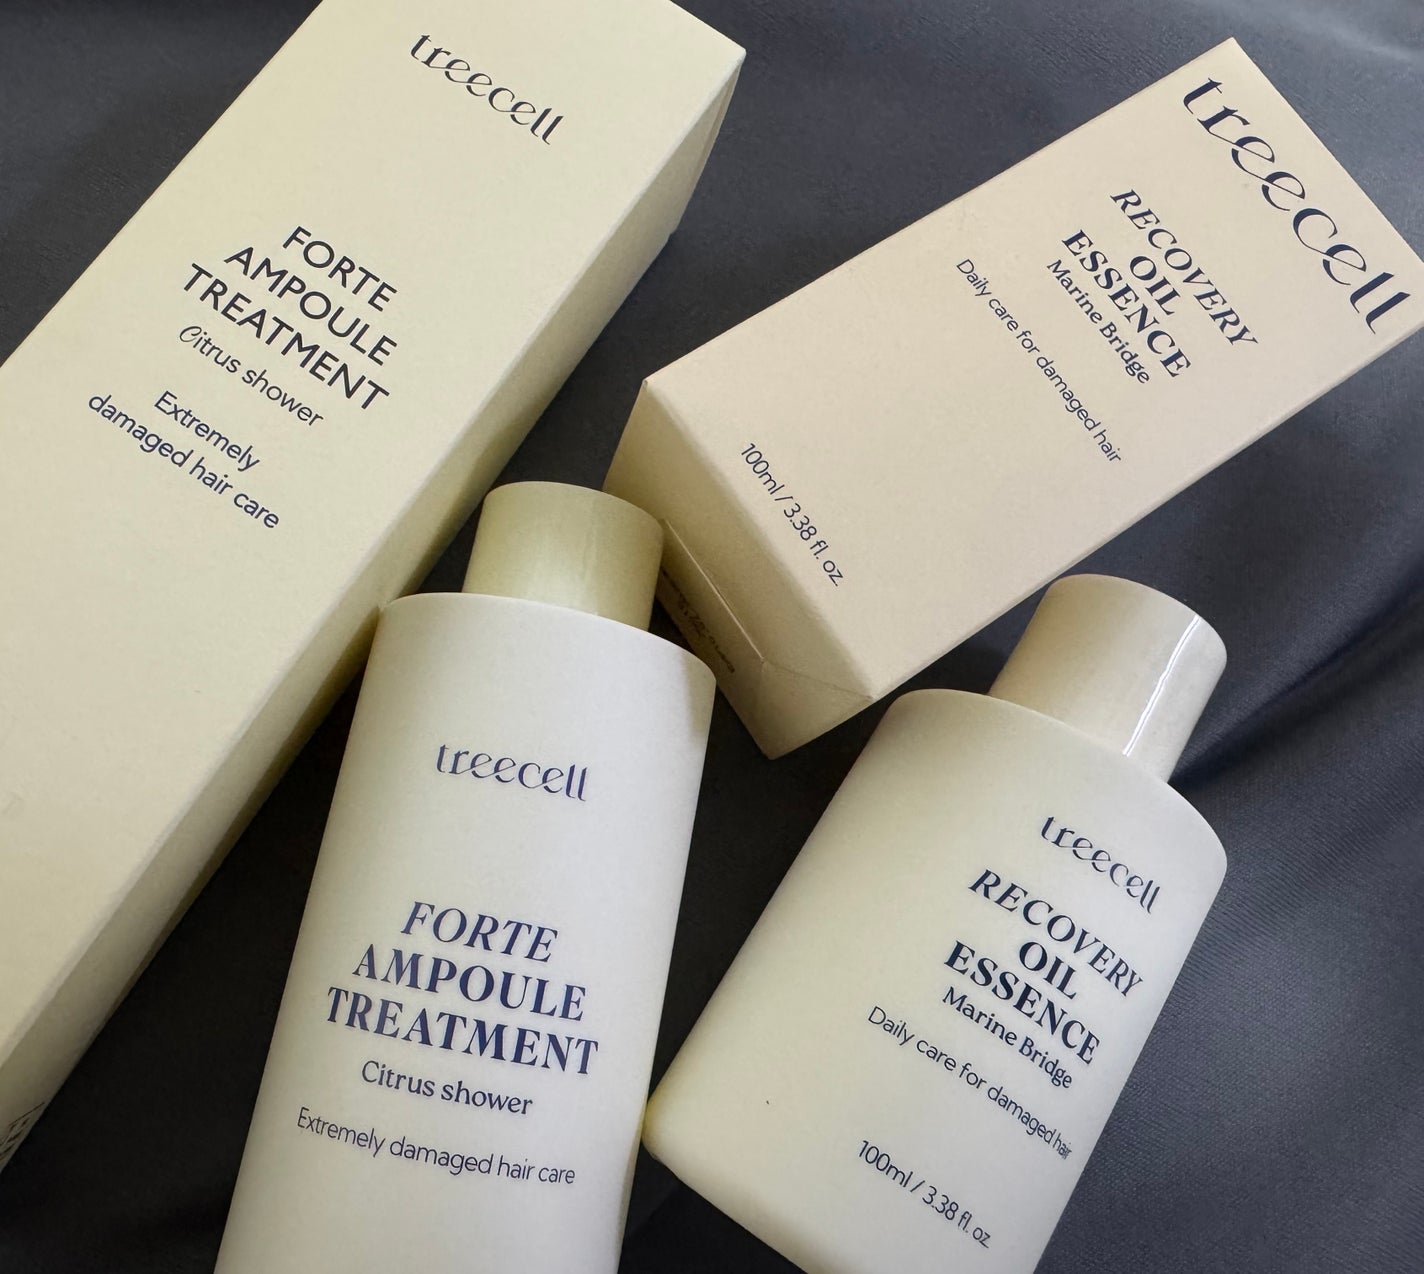 treecell
FORTE
AMPOULE
TREATMENT
Citrus shower
Extremely
damaged hair care
treecell
RECOVERY
OIL
ESSENCE
Marine Bridge
Daily care for damaged hair
100ml / 3.38 fl. oz.
treecell
FORTE
AMPOULE
TREATMENT
Citrus shower
Extremely damaged hair care
treecell
RECOVERY
OIL
ESSENCE
Marine Bridge
Daily care for damaged hair
100ml / 3.38 fl. oz.